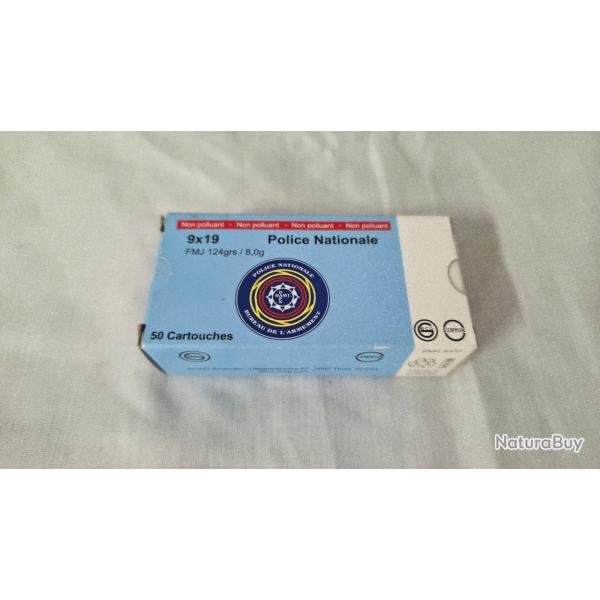 Non polluant • Non polluant • Non polluant • Non polluant
9x19 Police Nationale
FMJ 124grs / 8,0g
POLICE NATIONALE
BUREAU DE L'ARMEMENT
50 Cartouches
SINTOX
NaturaBuy